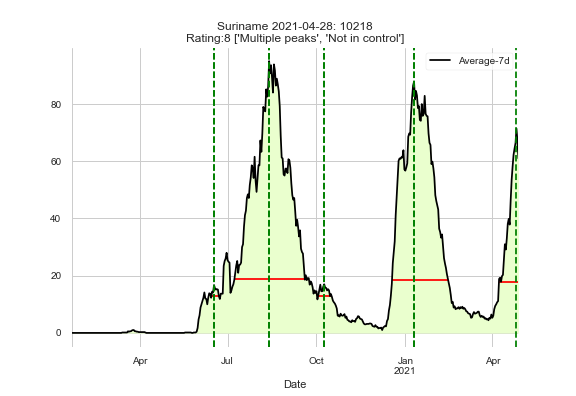 Suriname 2021-04-28: 10218
Rating:8 ['Multiple peaks', 'Not in control']
Average-7d
80
60
40
20
0
Apr
Jul
Oct
Jan
2021
Apr
Date